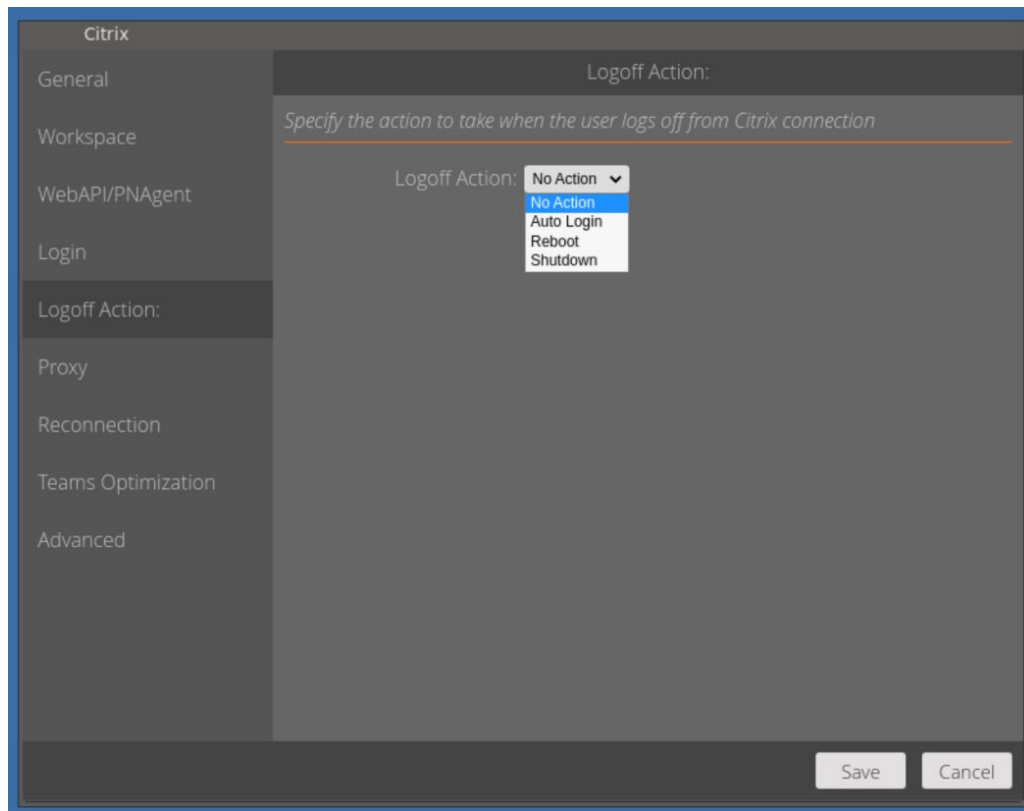 Citrix
General
Workspace
WebAPI/PNAgent
Login
Logoff Action:
Proxy
Reconnection
Teams Optimization
Advanced
Logoff Action:
Specify the action to take when the user logs off from Citrix connection
Logoff Action: No Action
No Action
Auto Login
Reboot
Shutdown
Save Cancel